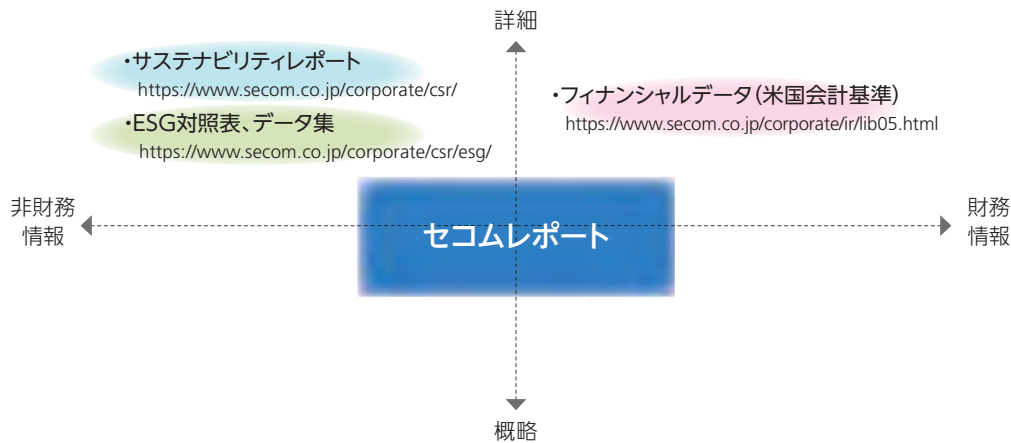 詳細
・サステナビリティレポート
https://www.secom.co.jp/corporate/csr/
・ESG対照表、データ集
https://www.secom.co.jp/corporate/csr/esg/
・フィナンシャルデータ（米国会計基準）
https://www.secom.co.jp/corporate/ir/lib05.html
非財務
情報
セコムレポート
財務
情報
概略